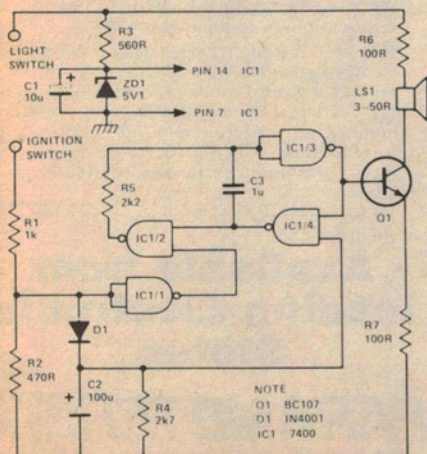 LIGHT
SWITCH
R3
560R
C1
10u
+
ZD1
5V1
PIN 14 IC1
PIN 7 IC1
R6
100R
LS1
3–50R
IGNITION
SWITCH
R1
1k
R5
2k2
C3
1u
IC1/3
IC1/2
IC1/4
Q1
IC1/1
D1
R2
470R
C2
100u
+
R4
2k7
R7
100R
NOTE
Q1 BC107
D1 IN4001
IC1 7400